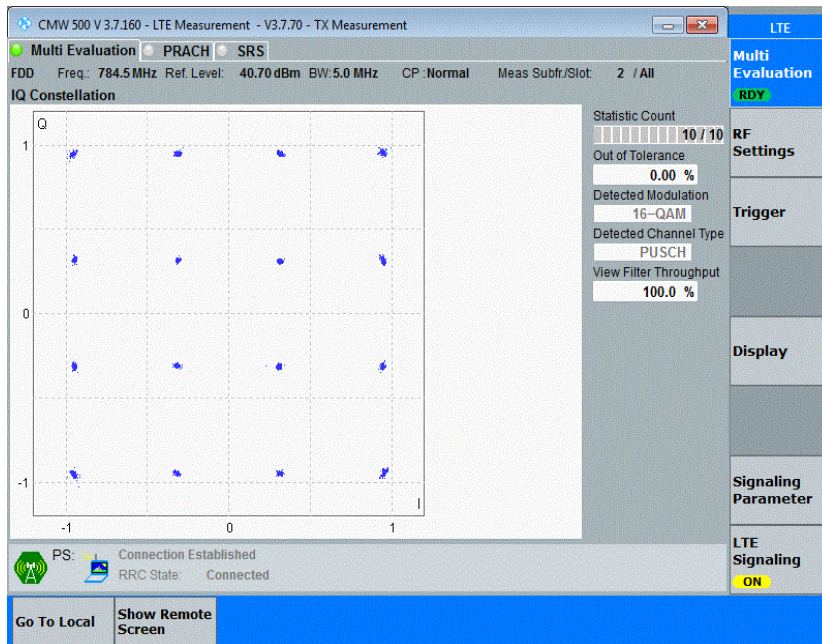 CMW 500 V 3.7.160 - LTE Measurement - V3.7.70 - TX Measurement
LTE
Multi Evaluation PRACH SRS
FDD Freq.: 784.5 MHz Ref. Level: 40.70 dBm BW: 5.0 MHz CP : Normal Meas Subfr./Slot: 2 / All
IQ Constellation
Q
1
0
-1
-1 0 1
I
Statistic Count
10 / 10
Out of Tolerance
0.00 %
Detected Modulation
16-QAM
Detected Channel Type
PUSCH
View Filter Throughput
100.0 %
Multi
Evaluation
RDY
RF
Settings
Trigger
Display
Signaling
Parameter
LTE
Signaling
ON
PS: Connection Established
RRC State: Connected
Go To Local
Show Remote
Screen